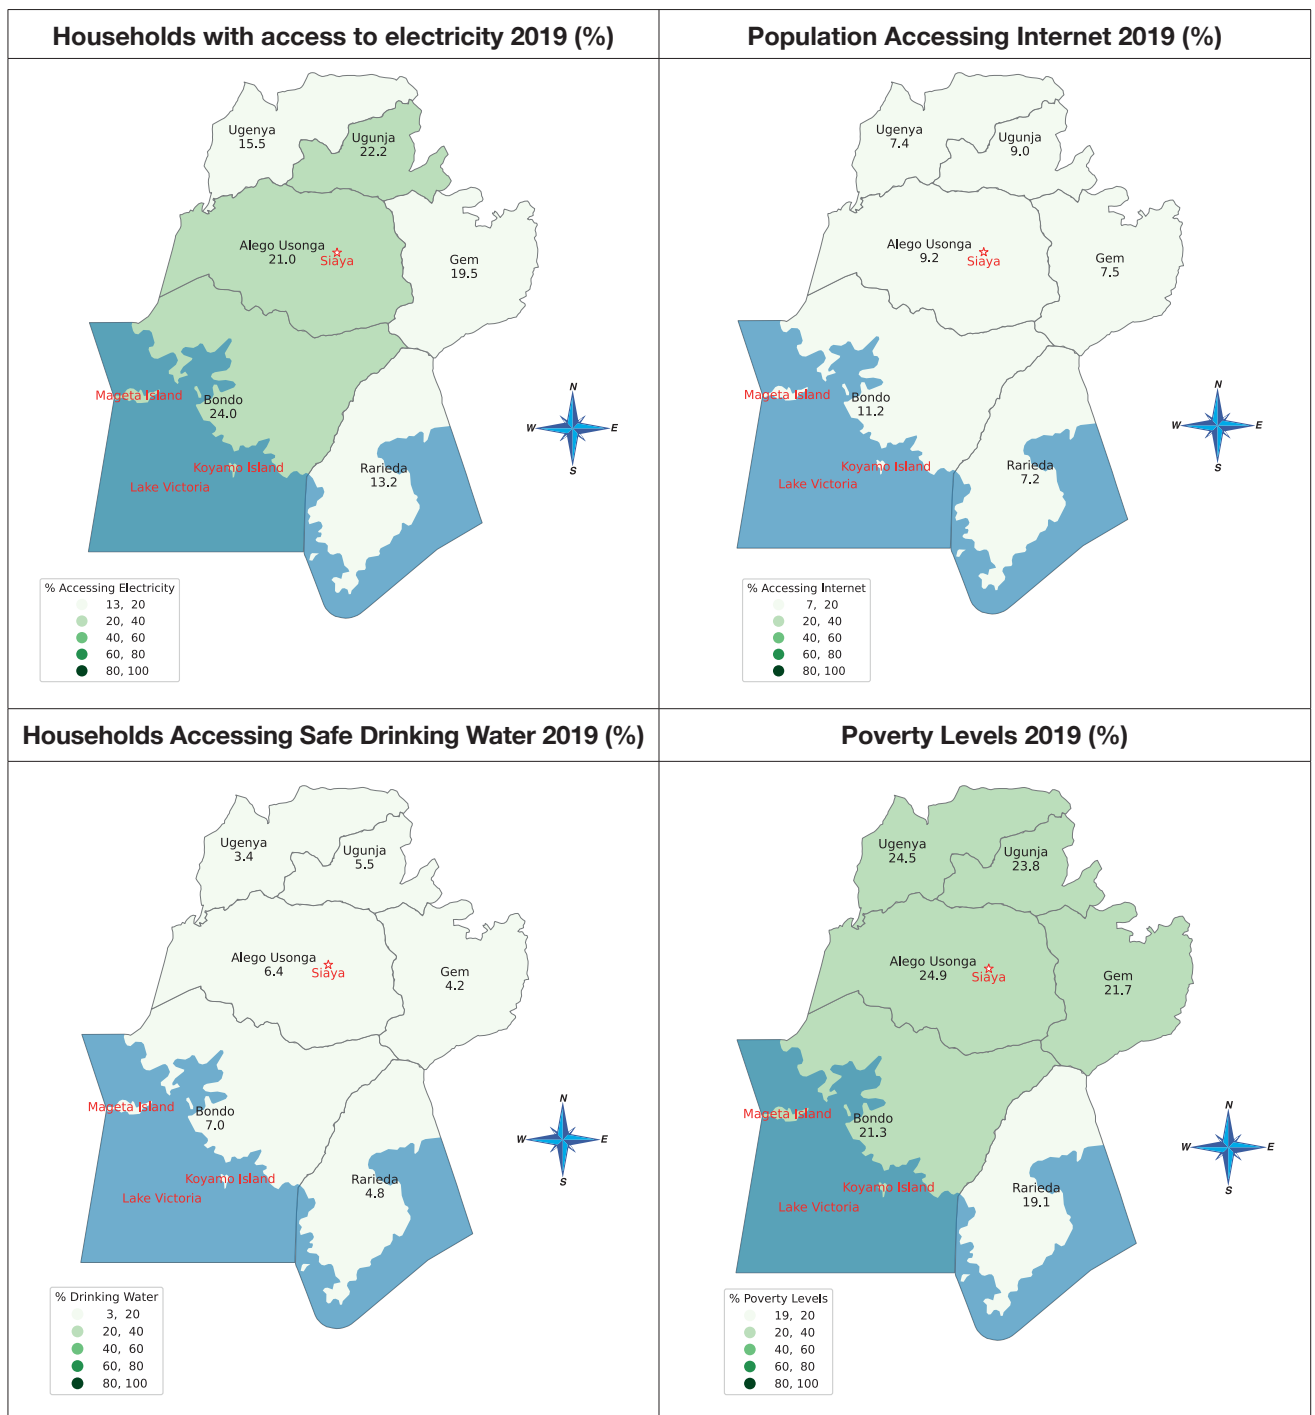 Households with access to electricity 2019 (%)
Ugenya
15.5
Ugunja
22.2
Alego Usonga
21.0
Siaya
Gem
19.5
Mageta Island
Bondo
24.0
Koyamo Island
Lake Victoria
Rarieda
13.2
N
W
E
S
% Accessing Electricity
13, 20
20, 40
40, 60
60, 80
80, 100
Population Accessing Internet 2019 (%)
Ugenya
7.4
Ugunja
9.0
Alego Usonga
9.2
Siaya
Gem
7.5
Mageta Island
Bondo
11.2
Koyamo Island
Lake Victoria
Rarieda
7.2
N
W
E
S
% Accessing Internet
7, 20
20, 40
40, 60
60, 80
80, 100
Households Accessing Safe Drinking Water 2019 (%)
Ugenya
3.4
Ugunja
5.5
Alego Usonga
6.4
Siaya
Gem
4.2
Mageta Island
Bondo
7.0
Koyamo Island
Lake Victoria
Rarieda
4.8
N
W
E
S
% Drinking Water
3, 20
20, 40
40, 60
60, 80
80, 100
Poverty Levels 2019 (%)
Ugenya
24.5
Ugunja
23.8
Alego Usonga
24.9
Siaya
Gem
21.7
Mageta Island
Bondo
21.3
Koyamo Island
Lake Victoria
Rarieda
19.1
N
W
E
S
% Poverty Levels
19, 20
20, 40
40, 60
60, 80
80, 100